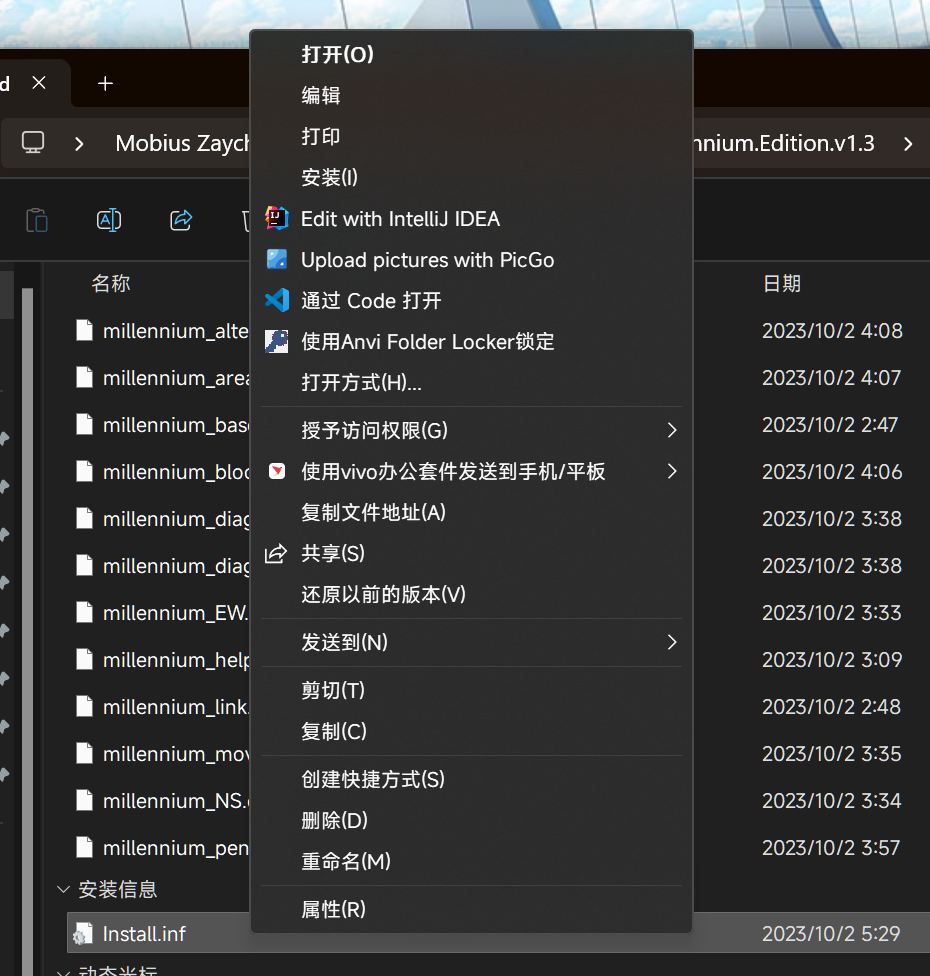 d
Mobius Zaych
nnium.Edition.v1.3
打开(O)
编辑
打印
安装(I)
Edit with IntelliJ IDEA
Upload pictures with PicGo
通过 Code 打开
使用Anvi Folder Locker锁定
打开方式(H)...
授予访问权限(G)
使用vivo办公套件发送到手机/平板
复制文件地址(A)
共享(S)
还原以前的版本(V)
发送到(N)
剪切(T)
复制(C)
创建快捷方式(S)
删除(D)
重命名(M)
属性(R)
名称
日期
millennium_alte
2023/10/2 4:08
millennium_area
2023/10/2 4:07
millennium_bas
2023/10/2 2:47
millennium_bloc
2023/10/2 4:06
millennium_diag
2023/10/2 3:38
millennium_diag
2023/10/2 3:38
millennium_EW.
2023/10/2 3:33
millennium_help
2023/10/2 3:09
millennium_link.
2023/10/2 2:48
millennium_mov
2023/10/2 3:35
millennium_NS.
2023/10/2 3:34
millennium_pen
2023/10/2 3:57
安装信息
Install.inf
2023/10/2 5:29
动态光标